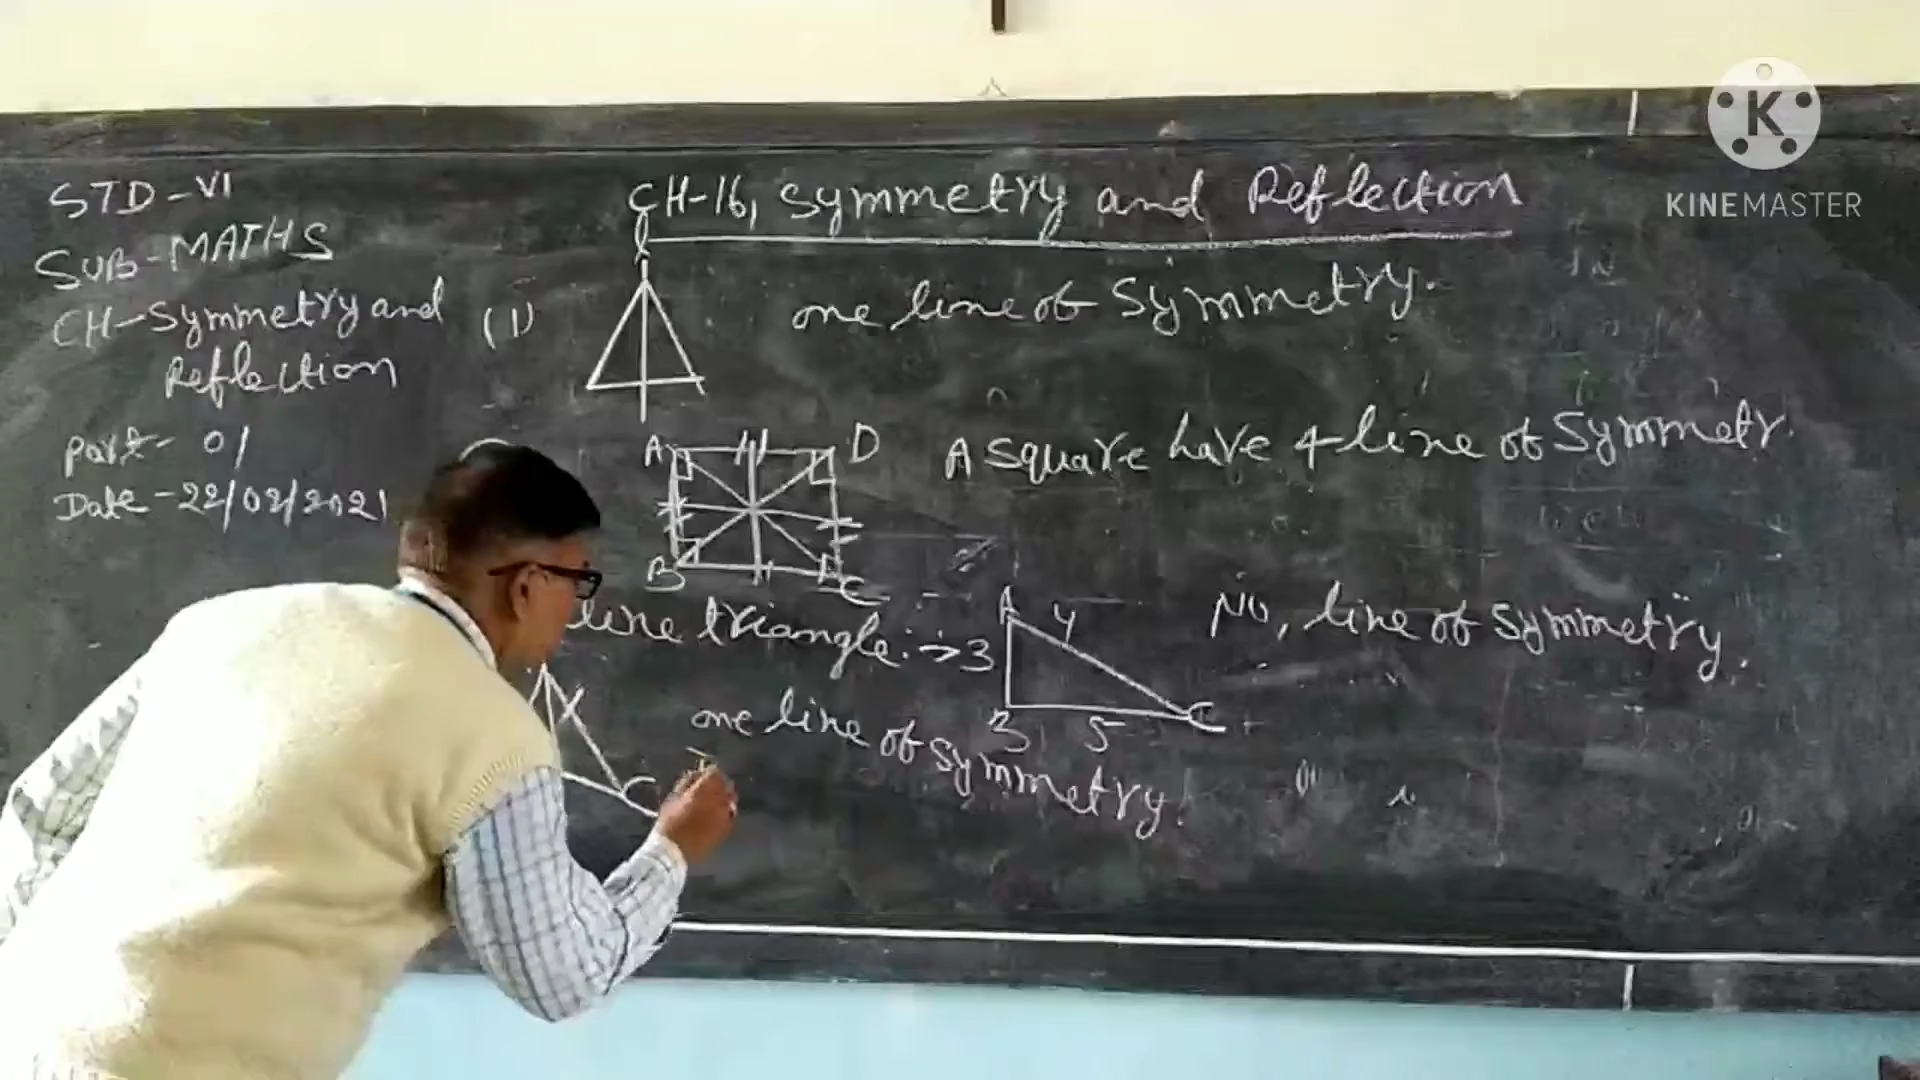 STD-VI
SUB-MATHS
CH-Symmetry and
Reflection
Part- 01
Date-22/02/2021
CH-16, Symmetry and Reflection
(1)
one line of Symmetry.
A D
B C
A Square have 4 line of Symmetr.
line triangle:->
A 4
3
B 5 C
No, line of Symmetry.
C
one line of Symmetry.
K
KINEMASTER